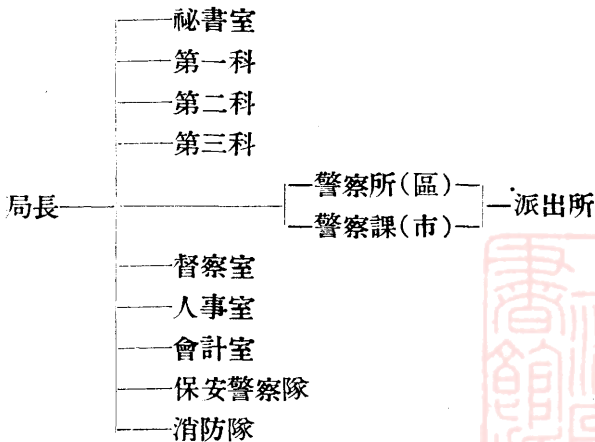 祕書室
第一科
第二科
第三科
局長
警察所(區)
警察課(市)
派出所
督察室
人事室
會計室
保安警察隊
消防隊